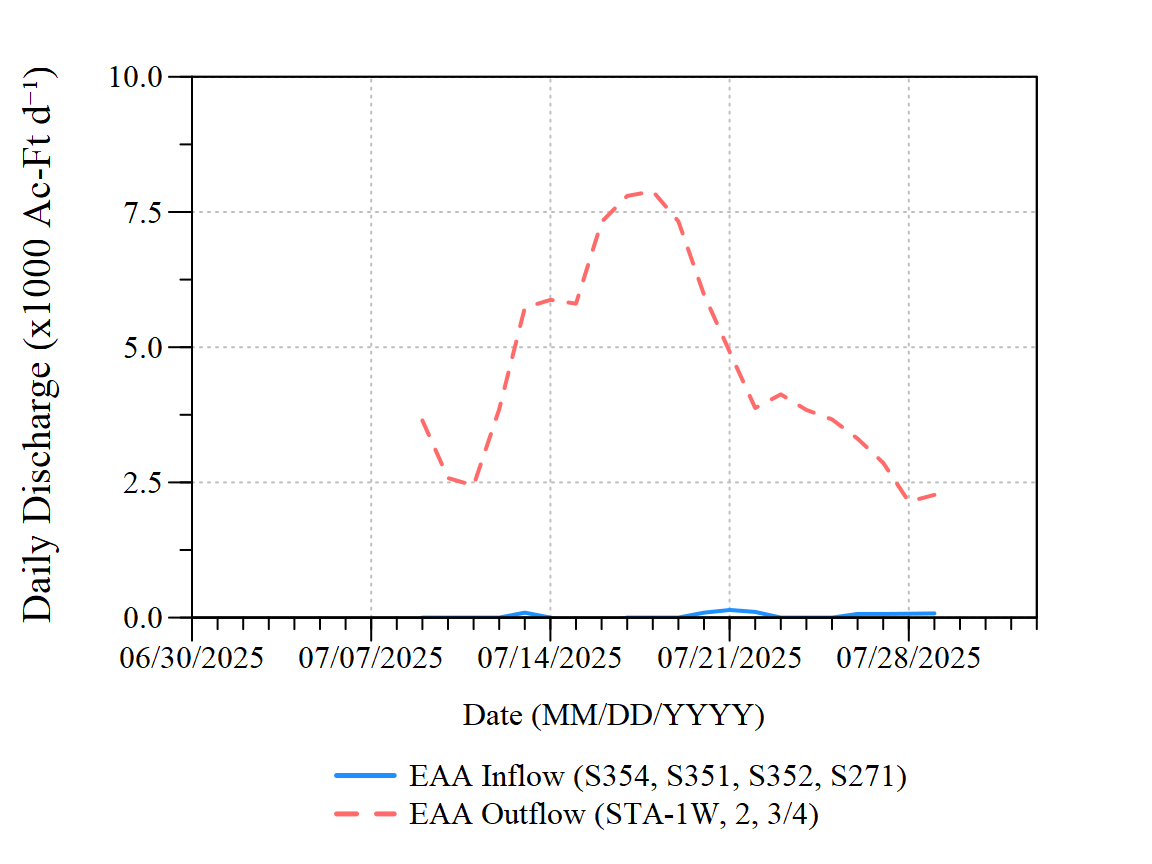 Daily Discharge (x1000 Ac-Ft d⁻¹)
10.0
7.5
5.0
2.5
0.0
06/30/2025 07/07/2025 07/14/2025 07/21/2025 07/28/2025
Date (MM/DD/YYYY)
EAA Inflow (S354, S351, S352, S271)
EAA Outflow (STA-1W, 2, 3/4)